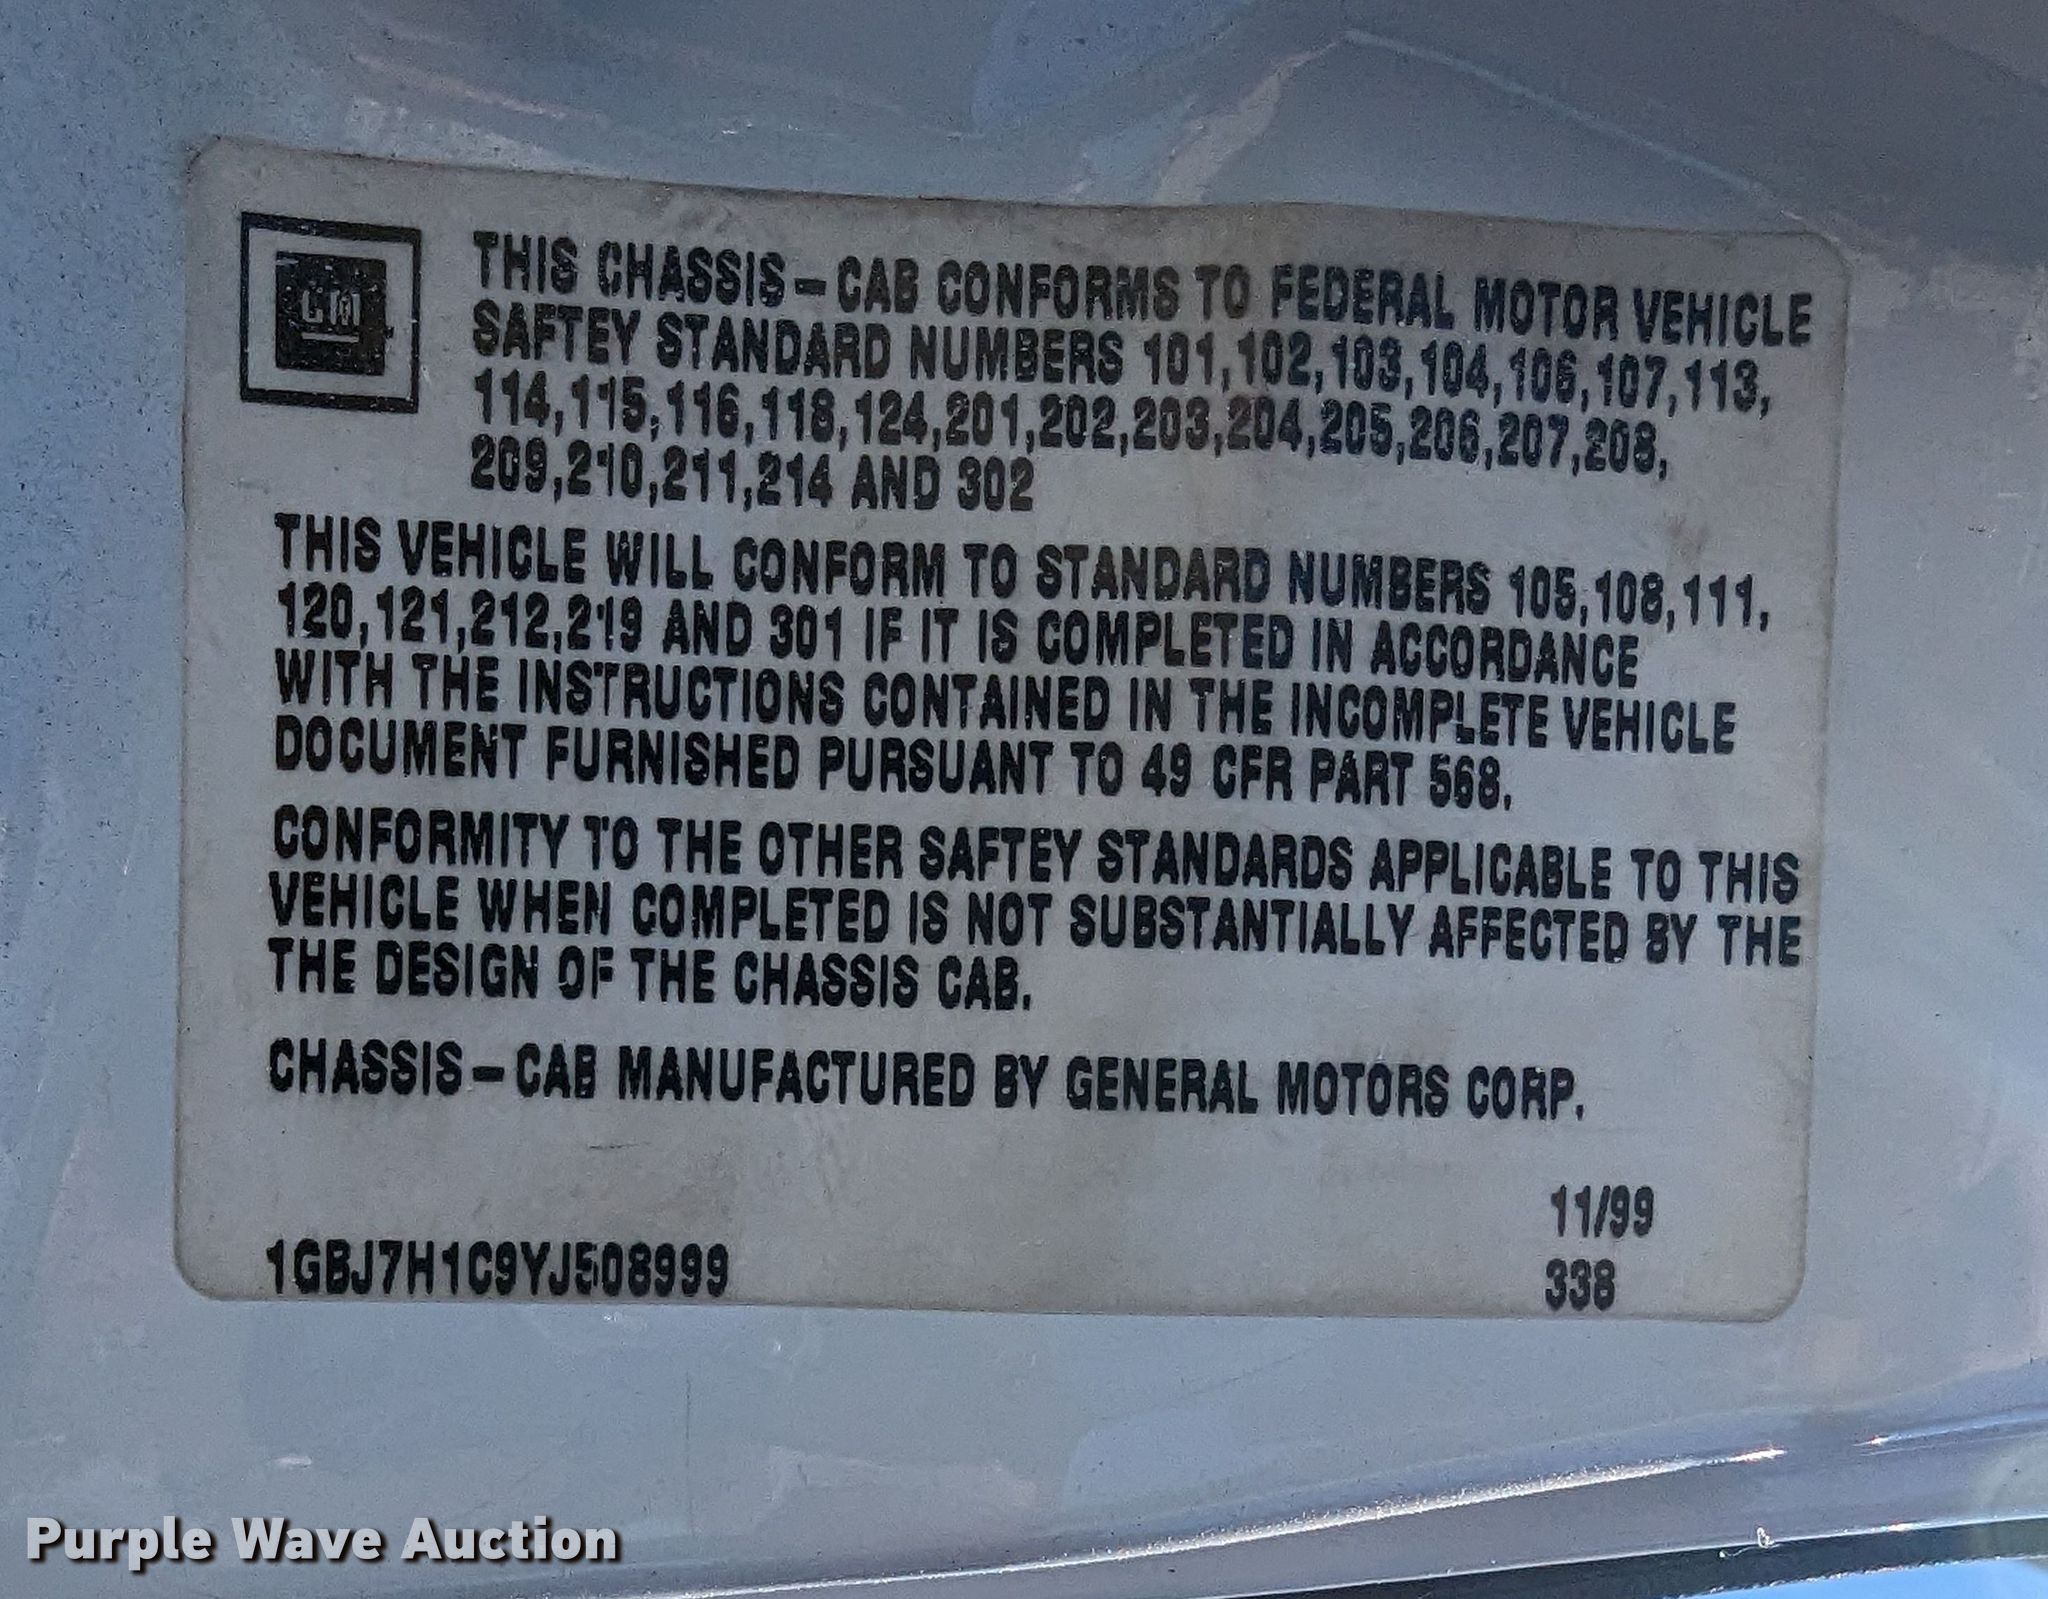 GM
THIS CHASSIS-CAB CONFORMS TO FEDERAL MOTOR VEHICLE
SAFTEY STANDARD NUMBERS 101,102,103,104,106,107,113,
114,115,116,118,124,201,202,203,204,205,206,207,208,
209,210,211,214 AND 302
THIS VEHICLE WILL CONFORM TO STANDARD NUMBERS 105,108,111,
120,121,212,219 AND 301 IF IT IS COMPLETED IN ACCORDANCE
WITH THE INSTRUCTIONS CONTAINED IN THE INCOMPLETE VEHICLE
DOCUMENT FURNISHED PURSUANT TO 49 CFR PART 568.
CONFORMITY TO THE OTHER SAFTEY STANDARDS APPLICABLE TO THIS
VEHICLE WHEN COMPLETED IS NOT SUBSTANTIALLY AFFECTED BY THE
THE DESIGN OF THE CHASSIS CAB.
CHASSIS-CAB MANUFACTURED BY GENERAL MOTORS CORP.
11/99
1GBJ7H1C9YJ508999 338
Purple Wave Auction